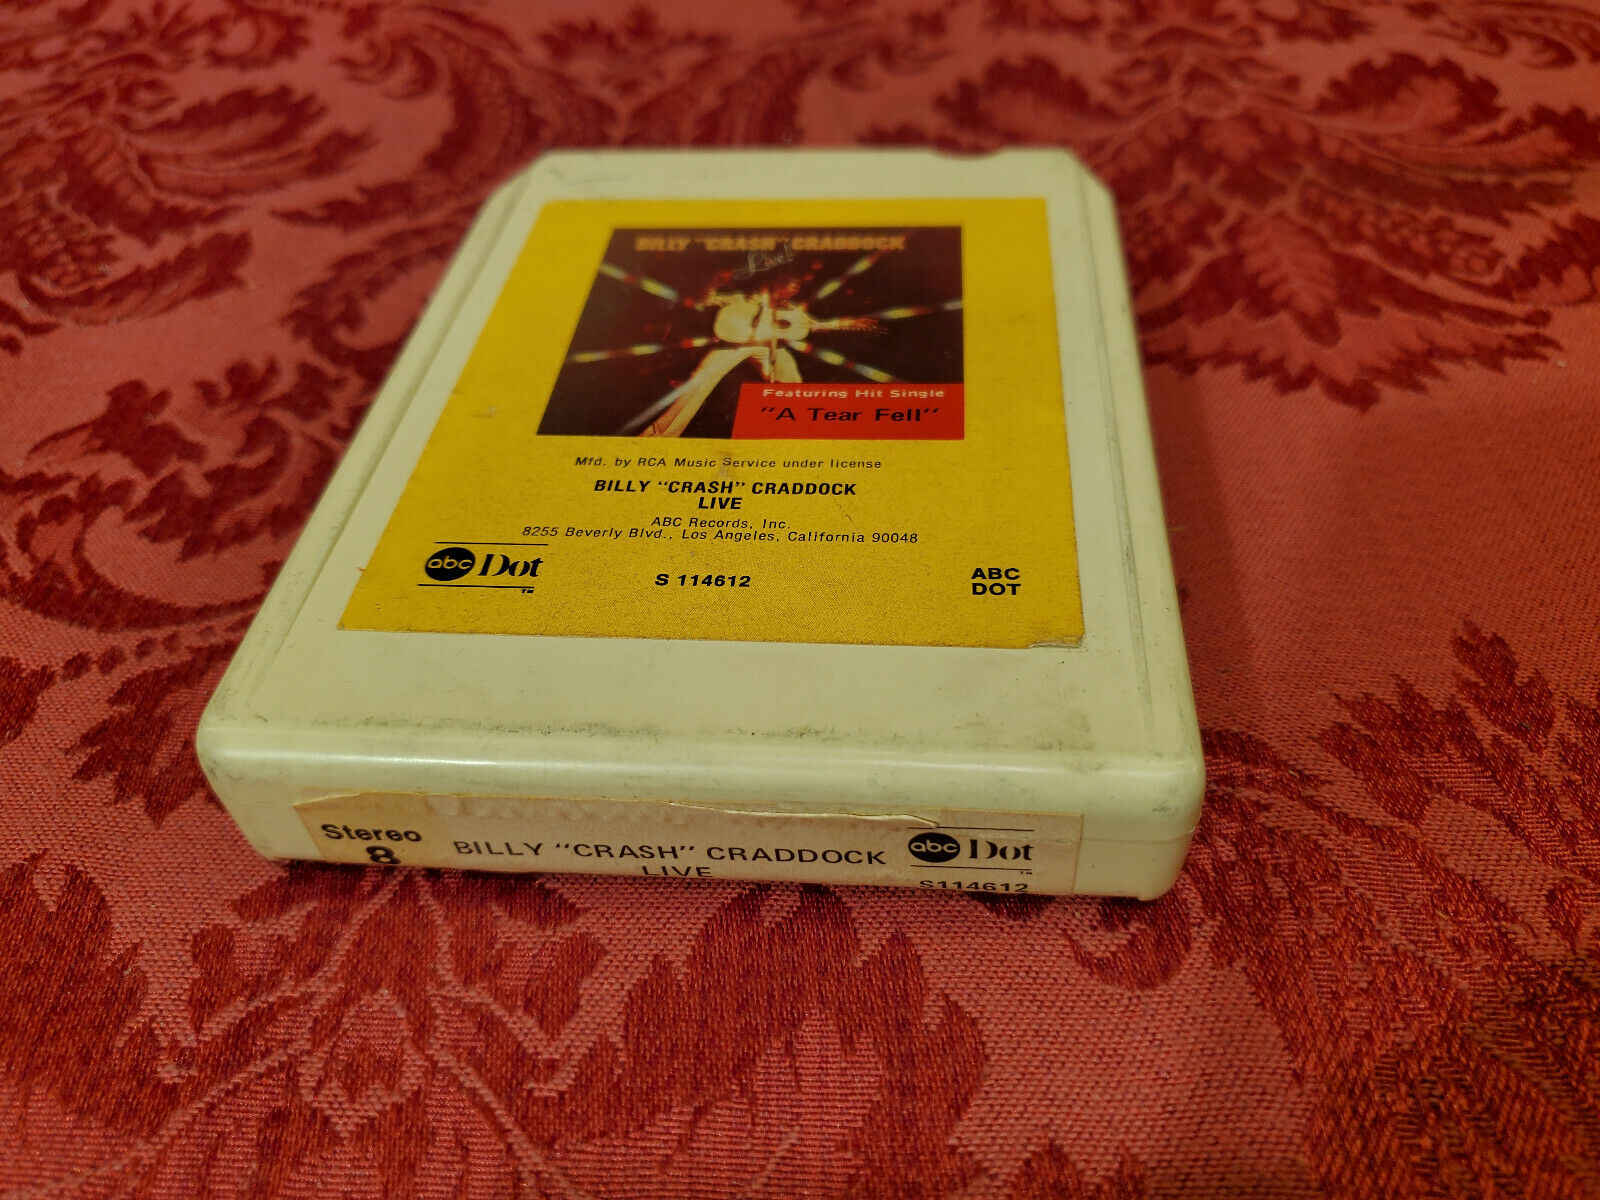 BILLY "CRASH" CRADDOCK
Live!
Featuring Hit Single
"A Tear Fell"
Mfd. by RCA Music Service under license
BILLY "CRASH" CRADDOCK
LIVE
ABC Records, Inc.
8255 Beverly Blvd., Los Angeles, California 90048
abc Dot
TM
S 114612
ABC
DOT
Stereo
8
BILLY "CRASH" CRADDOCK
LIVE
abc Dot
TM
S114612